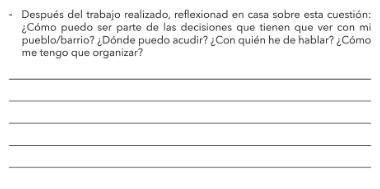 - Después del trabajo realizado, reflexionad en casa sobre esta cuestión:
¿Cómo puedo ser parte de las decisiones que tienen que ver con mi
pueblo/barrio? ¿Dónde puedo acudir? ¿Con quién he de hablar? ¿Cómo
me tengo que organizar?